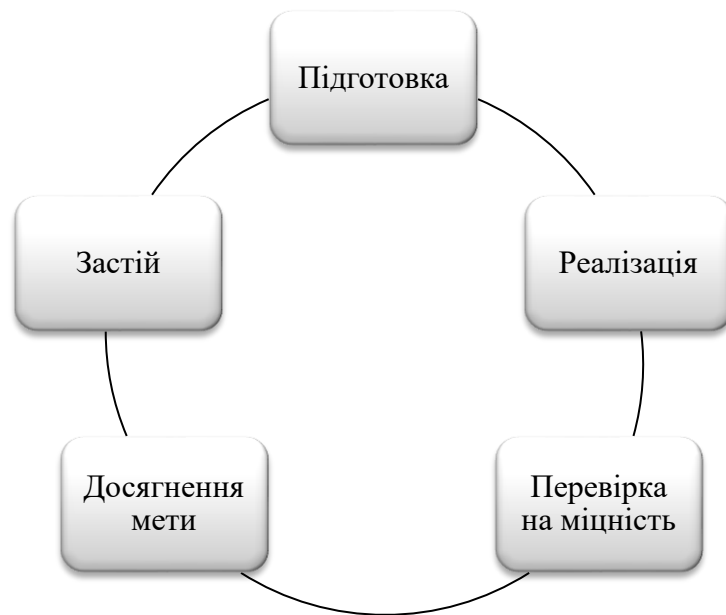 Підготовка
Реалізація
Перевірка
на міцність
Досягнення
мети
Застій